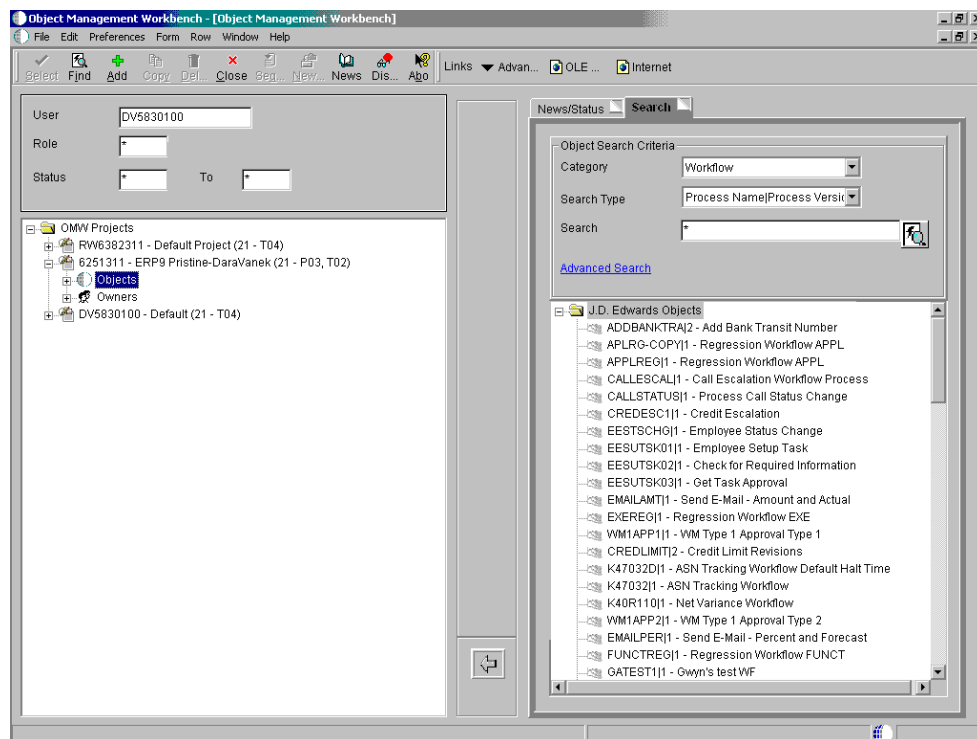 Object Management Workbench - [Object Management Workbench]
File Edit Preferences Form Row Window Help
Select Find Add Copy Del... Close Seq... New... News Dis... Abo Links Advan... OLE ... Internet
User DV5830100
Role *
Status * To *
OMW Projects
RW6382311 - Default Project (21 - T04)
6251311 - ERP9 Pristine-DaraVanek (21 - P03, T02)
Objects
Owners
DV5830100 - Default (21 - T04)
News/Status Search
Object Search Criteria
Category Workflow
Search Type Process Name|Process Versic
Search *
Advanced Search
J.D. Edwards Objects
ADDBANKTRA|2 - Add Bank Transit Number
APLRG-COPY|1 - Regression Workflow APPL
APPLREG|1 - Regression Workflow APPL
CALLESCAL|1 - Call Escalation Workflow Process
CALLSTATUS|1 - Process Call Status Change
CREDESC1|1 - Credit Escalation
EESTSCHG|1 - Employee Status Change
EESUTSK01|1 - Employee Setup Task
EESUTSK02|1 - Check for Required Information
EESUTSK03|1 - Get Task Approval
EMAILAMT|1 - Send E-Mail - Amount and Actual
EXEREG|1 - Regression Workflow EXE
WM1APP1|1 - WM Type 1 Approval Type 1
CREDLIMIT|2 - Credit Limit Revisions
K47032D|1 - ASN Tracking Workflow Default Halt Time
K47032|1 - ASN Tracking Workflow
K40R110|1 - Net Variance Workflow
WM1APP2|1 - WM Type 1 Approval Type 2
EMAILPER|1 - Send E-Mail - Percent and Forecast
FUNCTREG|1 - Regression Workflow FUNCT
GATEST1|1 - Gwyn's test WF